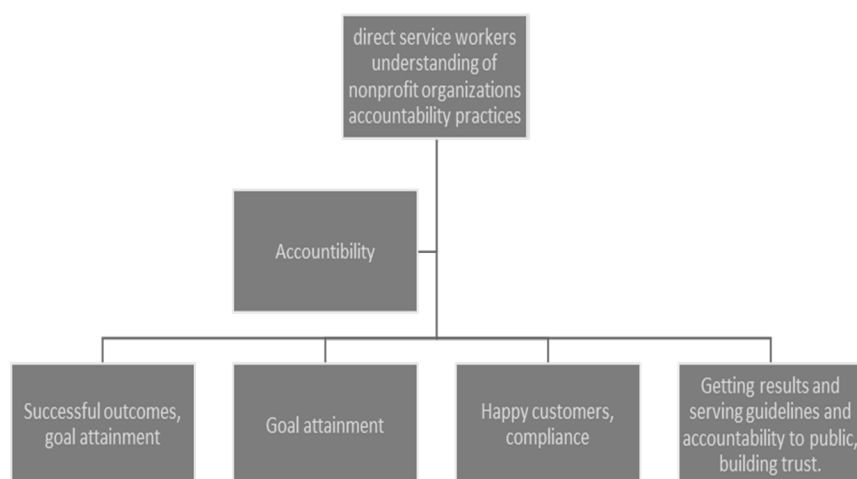 direct service workers
understanding of
nonprofit organizations
accountability practices
Accountibility
Successful outcomes,
goal attainment
Goal attainment
Happy customers,
compliance
Getting results and
serving guidelines and
accountability to public,
building trust.